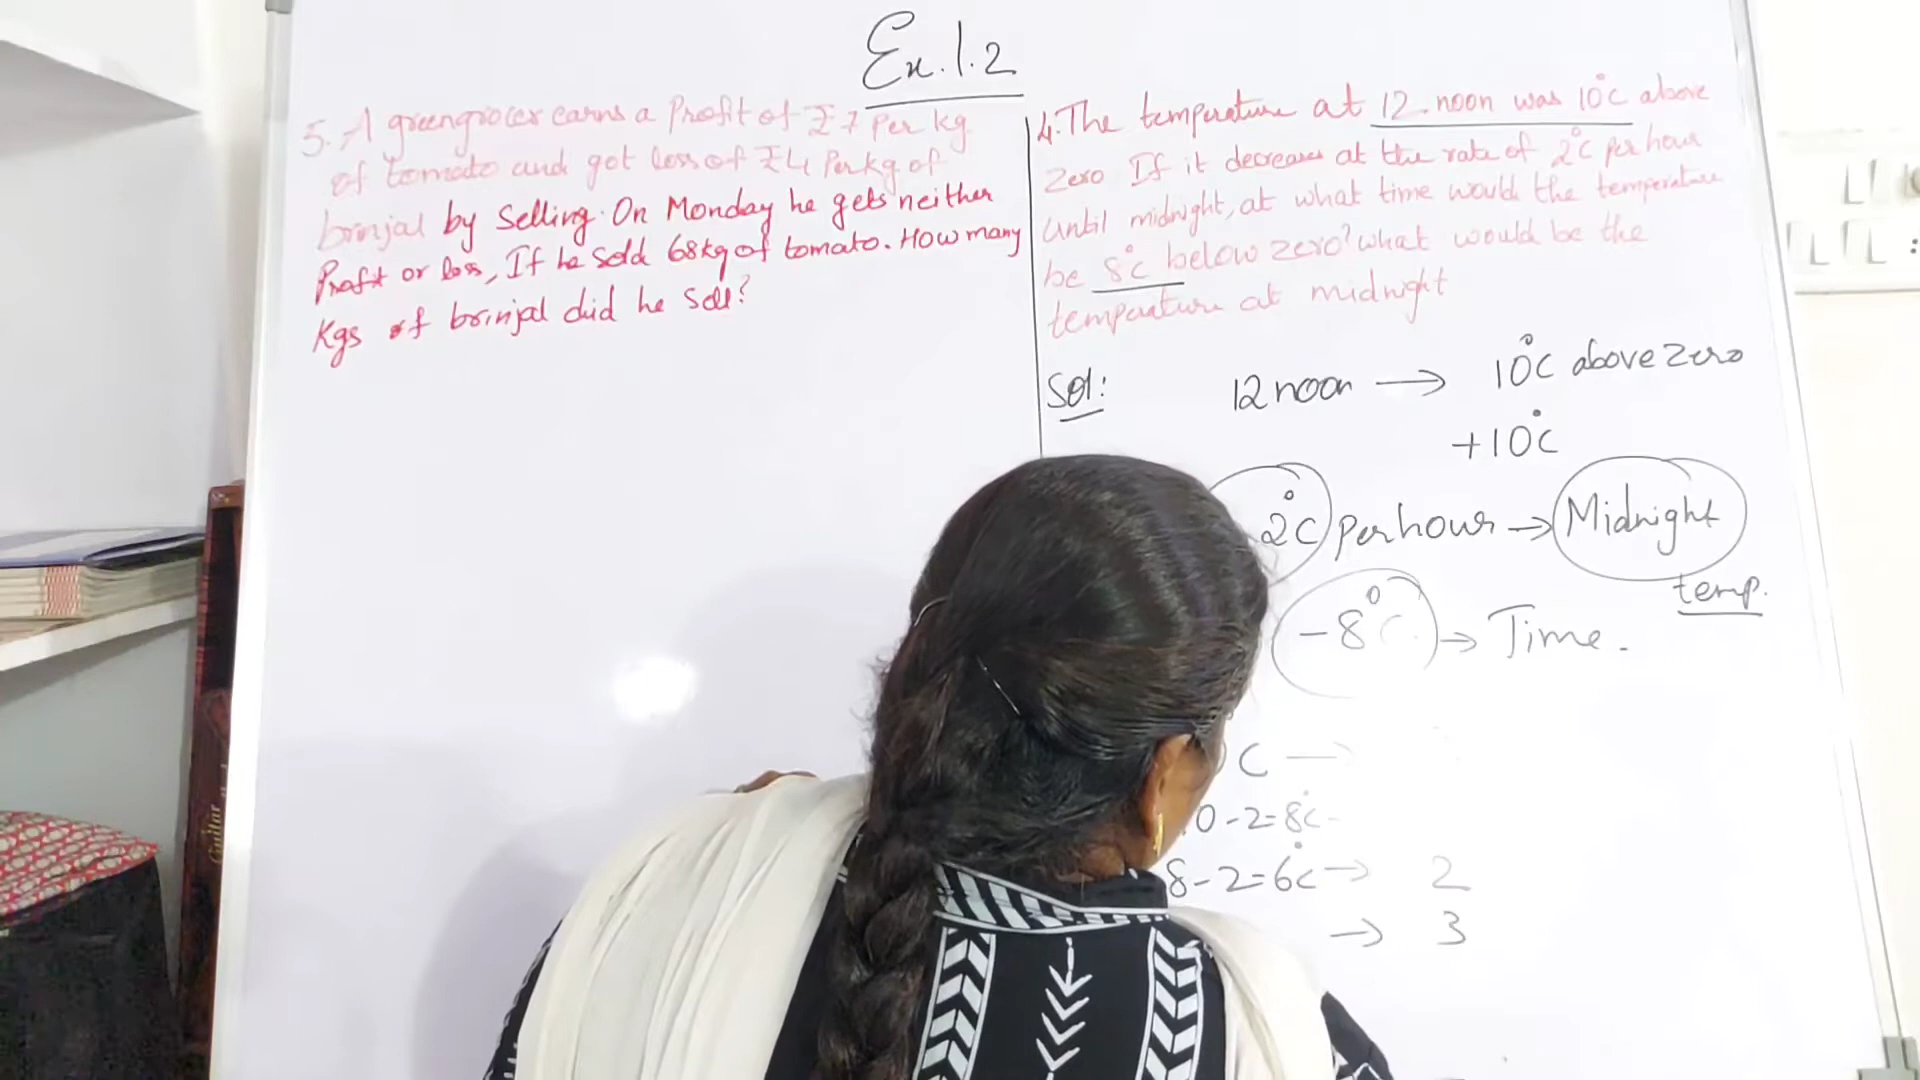 Ex.1.2
5. A greengrocer earns a Profit of ₹7 Per kg
of tomato and got loss of ₹4 Per kg of
brinjal by selling. On Monday he gets neither
Profit or loss, If he sold 68kg of tomato. How many
Kgs of brinjal did he sell?
4. The temperature at 12 noon was 10°C above
zero If it decreases at the rate of 2°C per hour
until midnight, at what time would the temperature
be 8°C below zero? what would be the
temperature at midnight
Sol:
12 noon → 10°C above zero
+10°C
2°C Per hour → Midnight
temp.
-8°C → Time.
C →
0-2=8°C-
8-2=6°C → 2
→ 3
Guitar